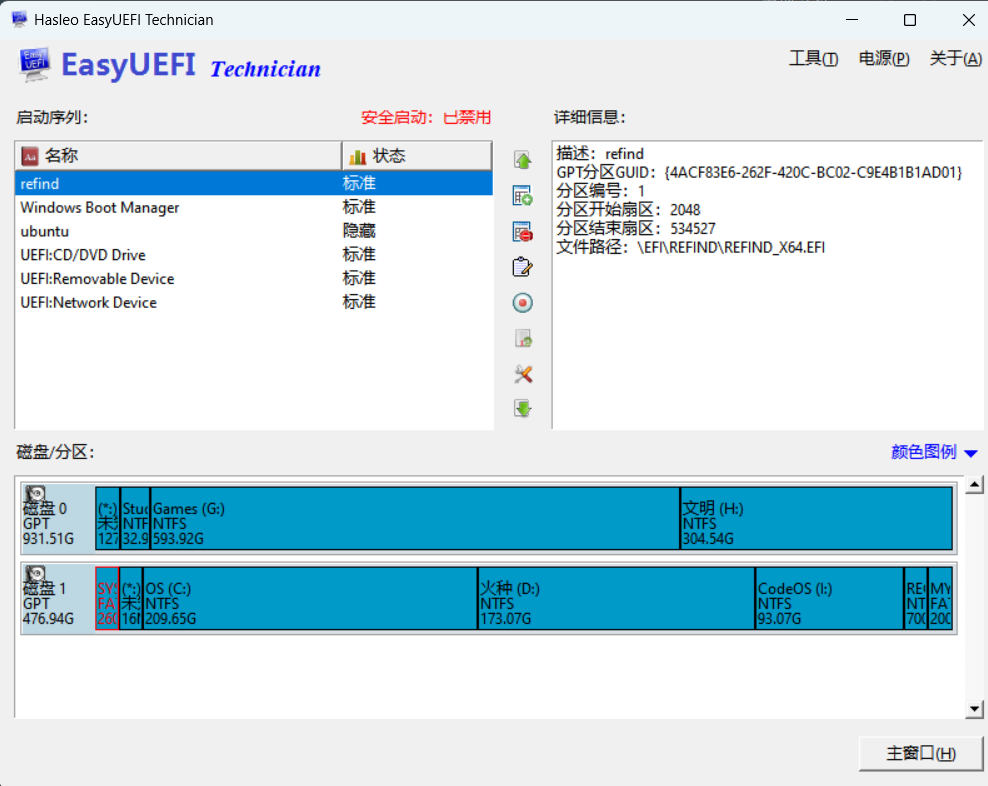 Hasleo EasyUEFI Technician
EasyUEFI Technician
工具(T) 电源(P) 关于(A)
启动序列: 安全启动: 已禁用
名称 状态
refind 标准
Windows Boot Manager 标准
ubuntu 隐藏
UEFI:CD/DVD Drive 标准
UEFI:Removable Device 标准
UEFI:Network Device 标准
详细信息:
描述: refind
GPT分区GUID: {4ACF83E6-262F-420C-BC02-C9E4B1B1AD01}
分区编号: 1
分区开始扇区: 2048
分区结束扇区: 534527
文件路径: \EFI\REFIND\REFIND_X64.EFI
磁盘/分区: 颜色图例
磁盘 0
GPT
931.51G
(*:)
127
Stu
NTF
32.9
Games (G:)
NTFS
593.92G
文明 (H:)
NTFS
304.54G
磁盘 1
GPT
476.94G
SYS
FA
260
(*:)
16
OS (C:)
NTFS
209.65G
火种 (D:)
NTFS
173.07G
CodeOS (I:)
NTFS
93.07G
RE
NT
700
MY
FA
200
主窗口(H)